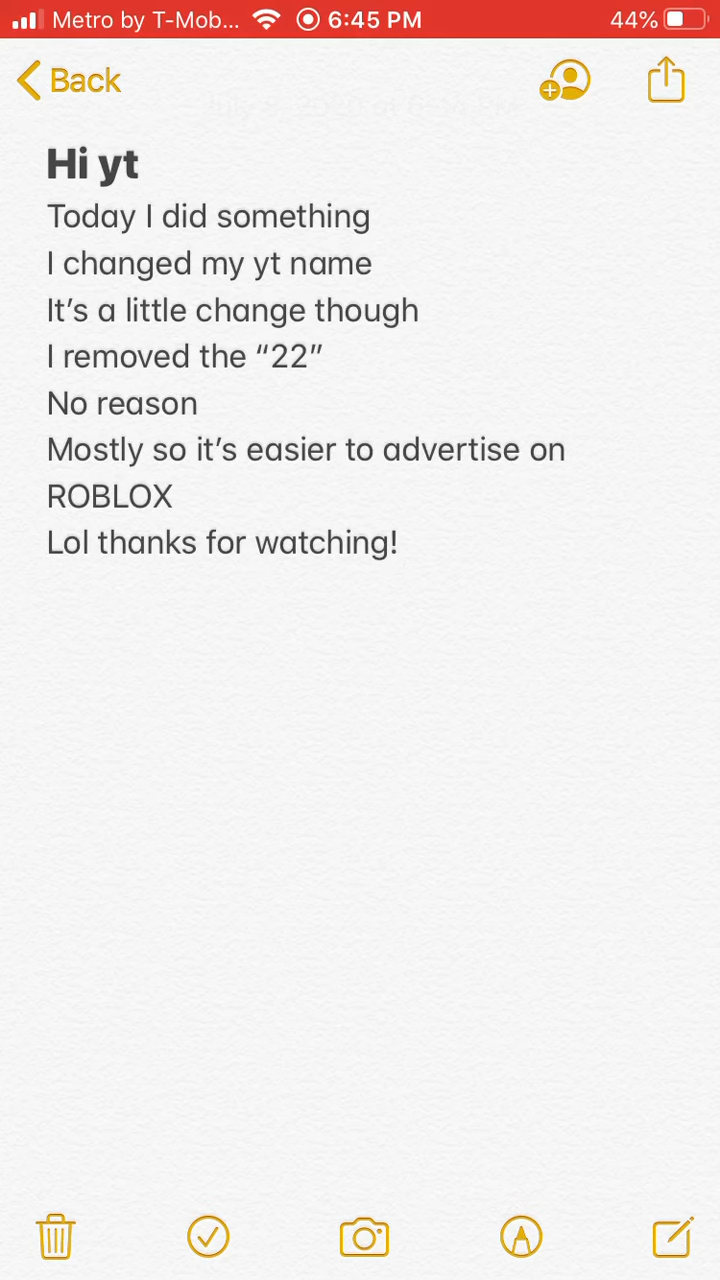 Metro by T-Mob... 6:45 PM 44%
Back
Hi yt
Today I did something
I changed my yt name
It’s a little change though
I removed the “22”
No reason
Mostly so it’s easier to advertise on
ROBLOX
Lol thanks for watching!